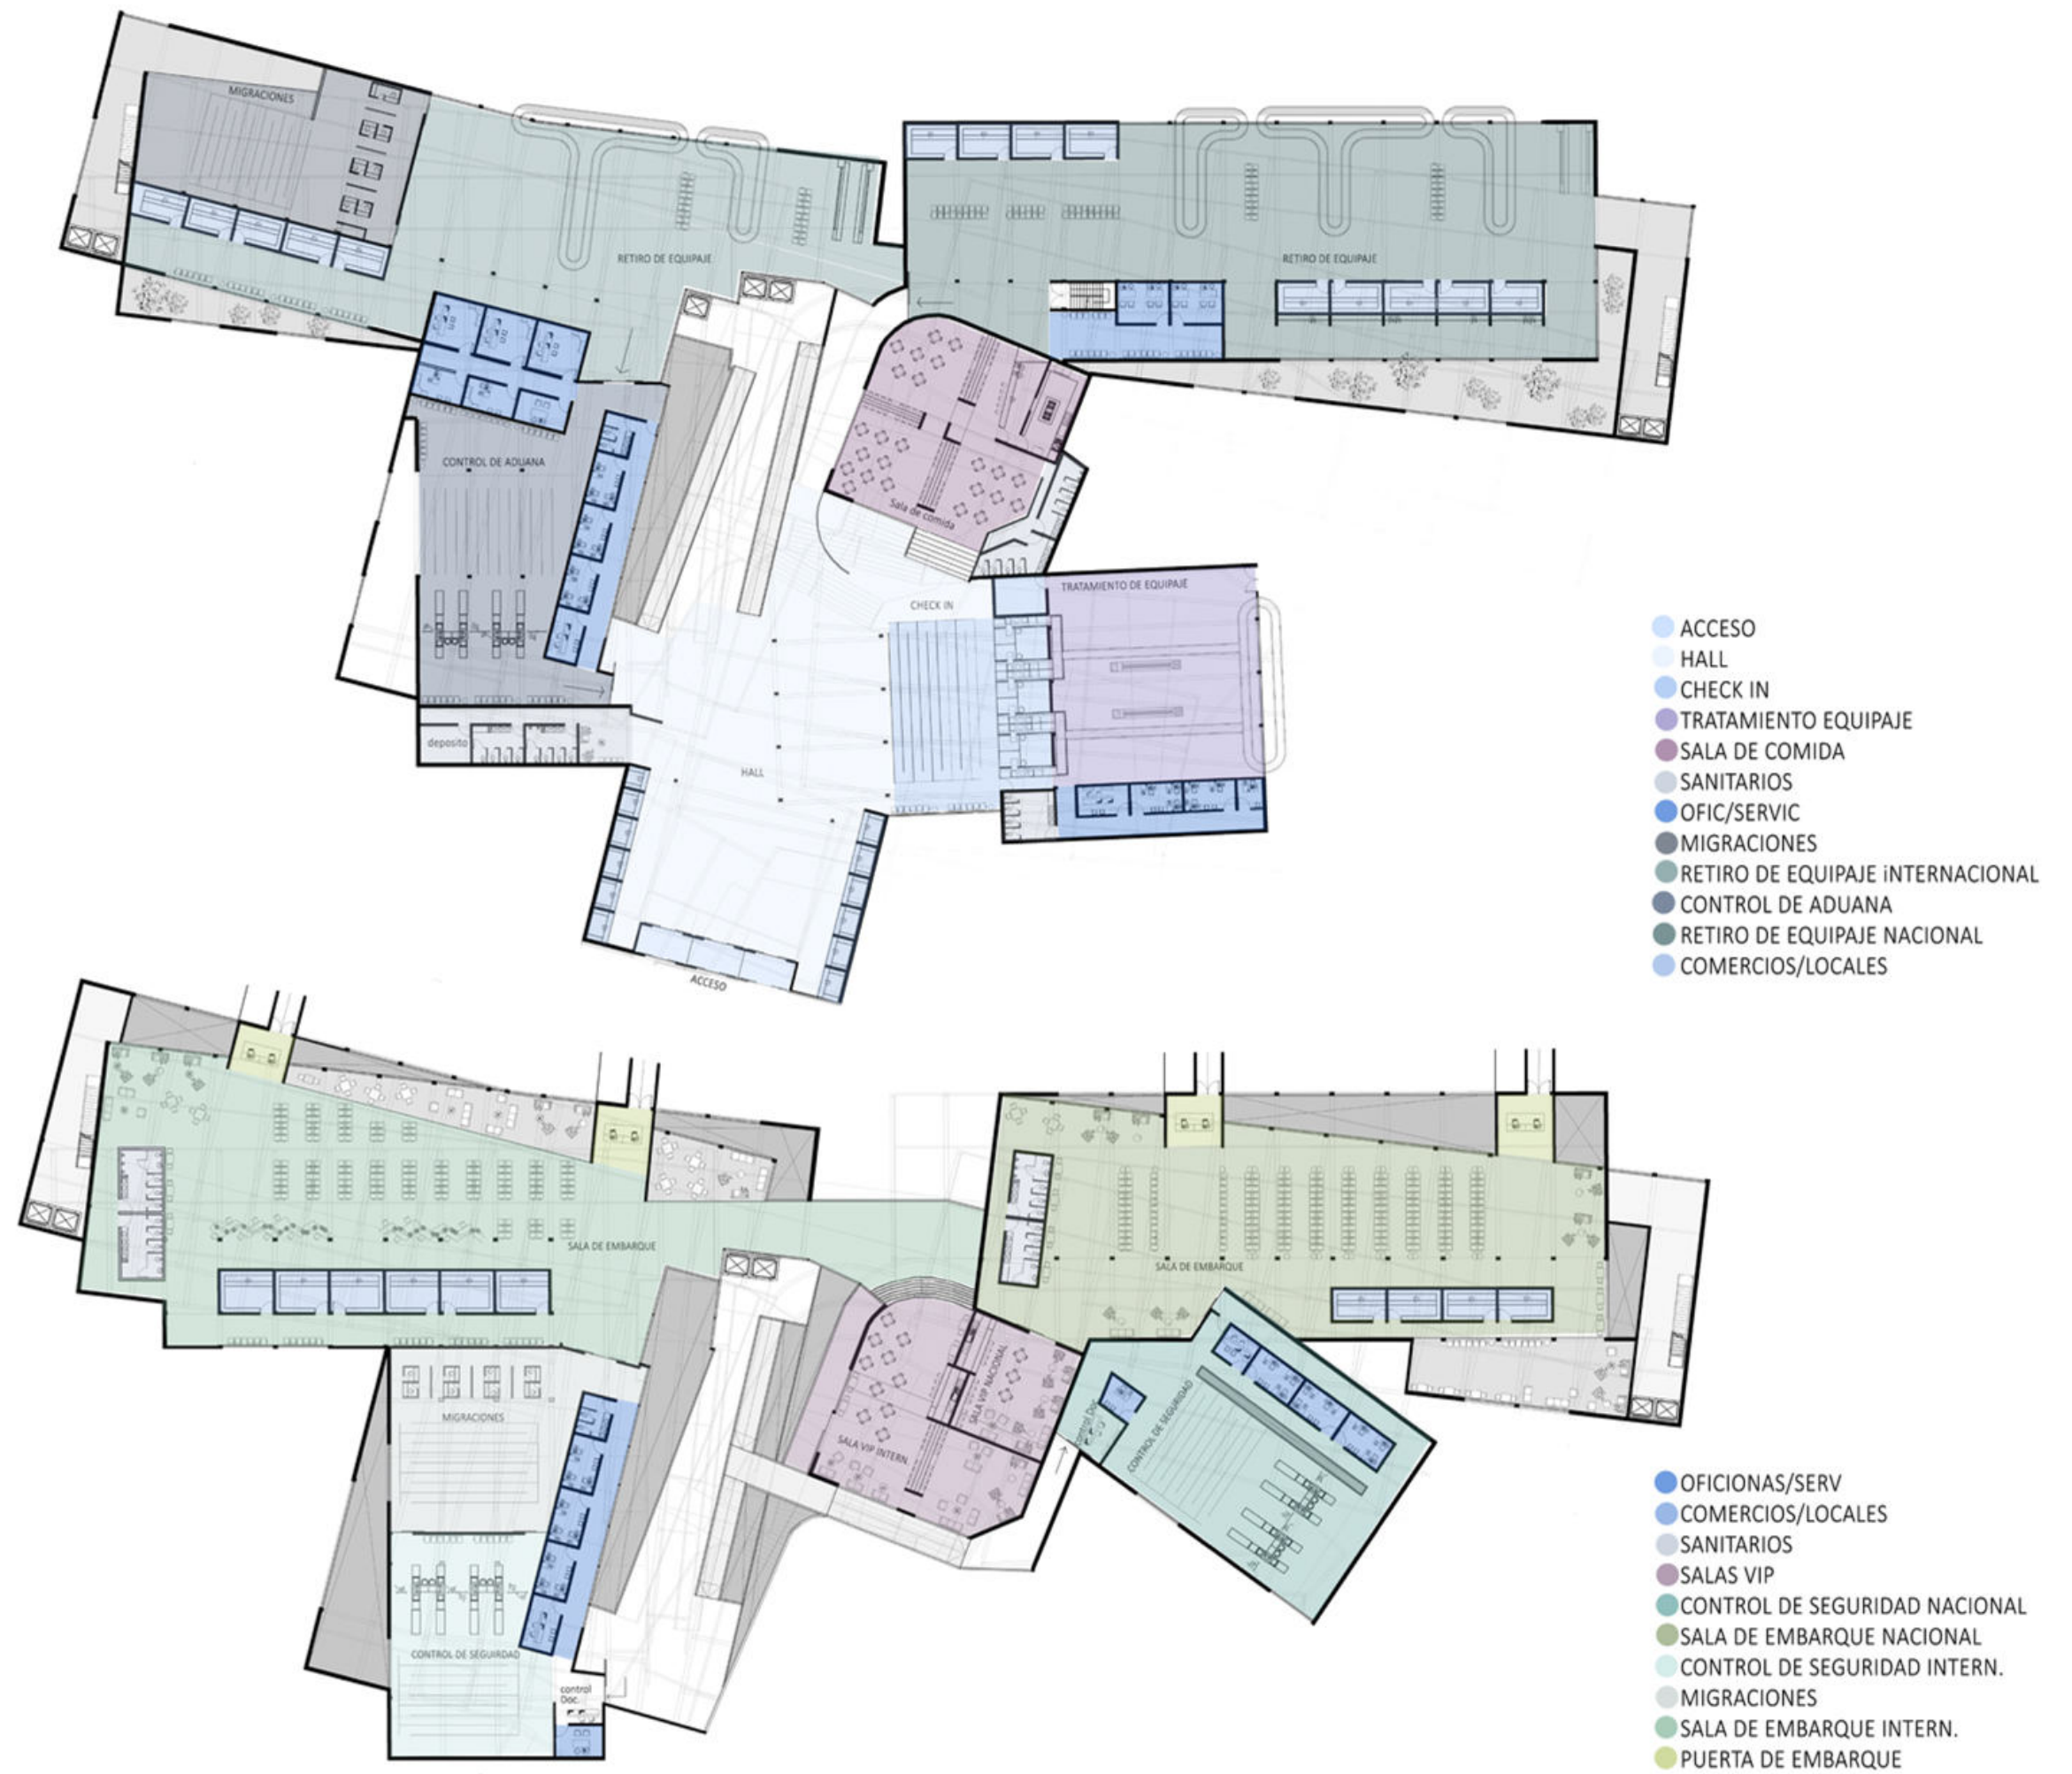 MIGRACIONES
RETIRO DE EQUIPAJE
RETIRO DE EQUIPAJE
CONTROL DE ADUANA
Sala de comida
CHECK IN
TRATAMIENTO DE EQUIPAJE
deposito
HALL
ACCESO
ACCESO
HALL
CHECK IN
TRATAMIENTO EQUIPAJE
SALA DE COMIDA
SANITARIOS
OFIC/SERVIC
MIGRACIONES
RETIRO DE EQUIPAJE iNTERNACIONAL
CONTROL DE ADUANA
RETIRO DE EQUIPAJE NACIONAL
COMERCIOS/LOCALES
SALA DE EMBARQUE
SALA DE EMBARQUE
MIGRACIONES
SALA VIP NACIONAL
SALA VIP INTERN.
control Doc.
CONTROL DE SEGURIDAD
CONTROL DE SEGUIRDAD
control
Doc.
OFICIONAS/SERV
COMERCIOS/LOCALES
SANITARIOS
SALAS VIP
CONTROL DE SEGURIDAD NACIONAL
SALA DE EMBARQUE NACIONAL
CONTROL DE SEGURIDAD INTERN.
MIGRACIONES
SALA DE EMBARQUE INTERN.
PUERTA DE EMBARQUE